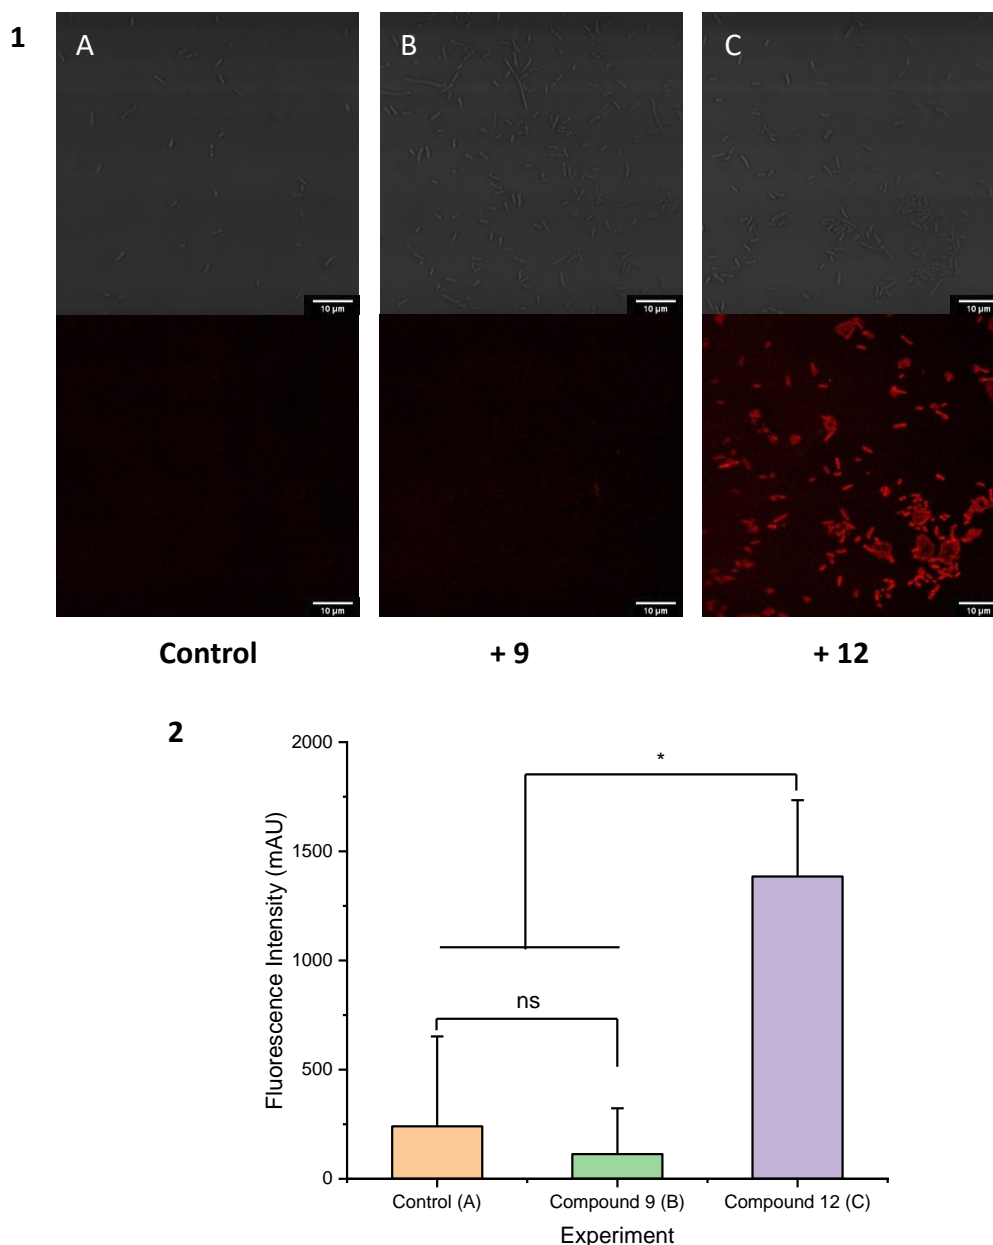 1
A
B
C
10 µm
10 µm
10 µm
10 µm
10 µm
10 µm
Control
+ 9
+ 12
2
2000
1500
1000
500
0
Fluorescence Intensity (mAU)
*
ns
Control (A)
Compound 9 (B)
Compound 12 (C)
Experiment